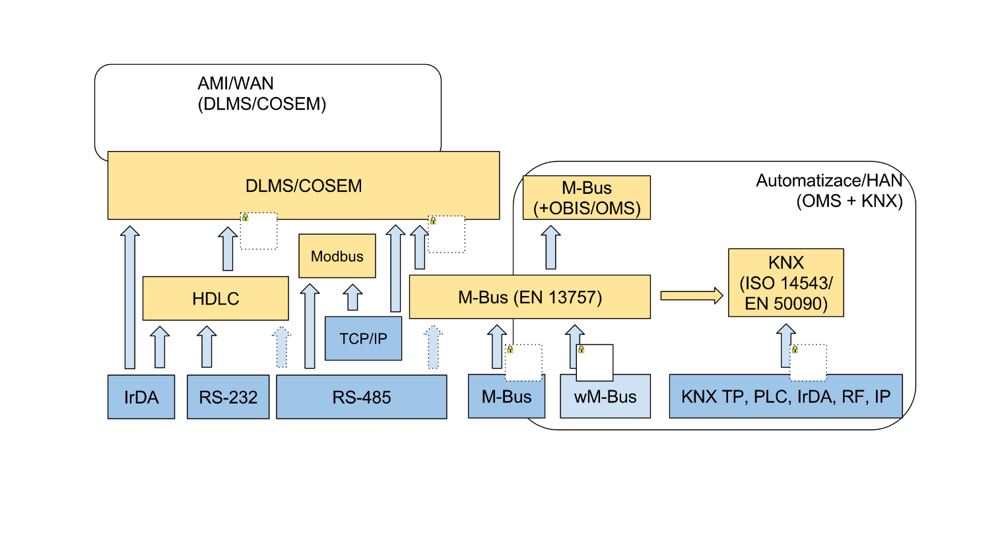 AMI/WAN
(DLMS/COSEM)
DLMS/COSEM
M-Bus
(+OBIS/OMS)
Automatizace/HAN
(OMS + KNX)
Modbus
HDLC
M-Bus (EN 13757)
KNX
(ISO 14543/
EN 50090)
TCP/IP
IrDA
RS-232
RS-485
M-Bus
wM-Bus
KNX TP, PLC, IrDA, RF, IP